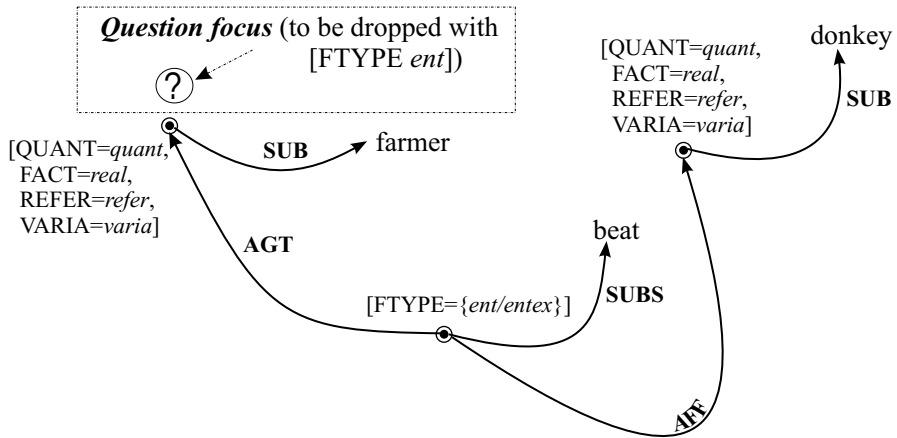 Question focus (to be dropped with
[FTYPE ent])
?
[QUANT=quant,
FACT=real,
REFER=refer,
VARIA=varia]
SUB
farmer
[QUANT=quant,
FACT=real,
REFER=refer,
VARIA=varia]
donkey
SUB
AGT
beat
[FTYPE={ent/entex}]
SUBS
AFF